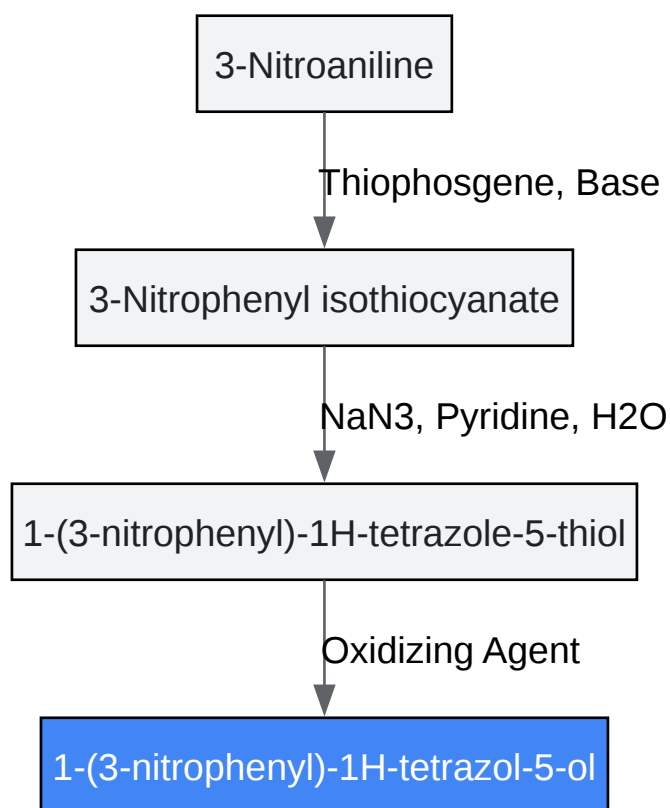 3-Nitroaniline
Thiophosgene, Base
3-Nitrophenyl isothiocyanate
NaN3, Pyridine, H2O
1-(3-nitrophenyl)-1H-tetrazole-5-thiol
Oxidizing Agent
1-(3-nitrophenyl)-1H-tetrazol-5-ol